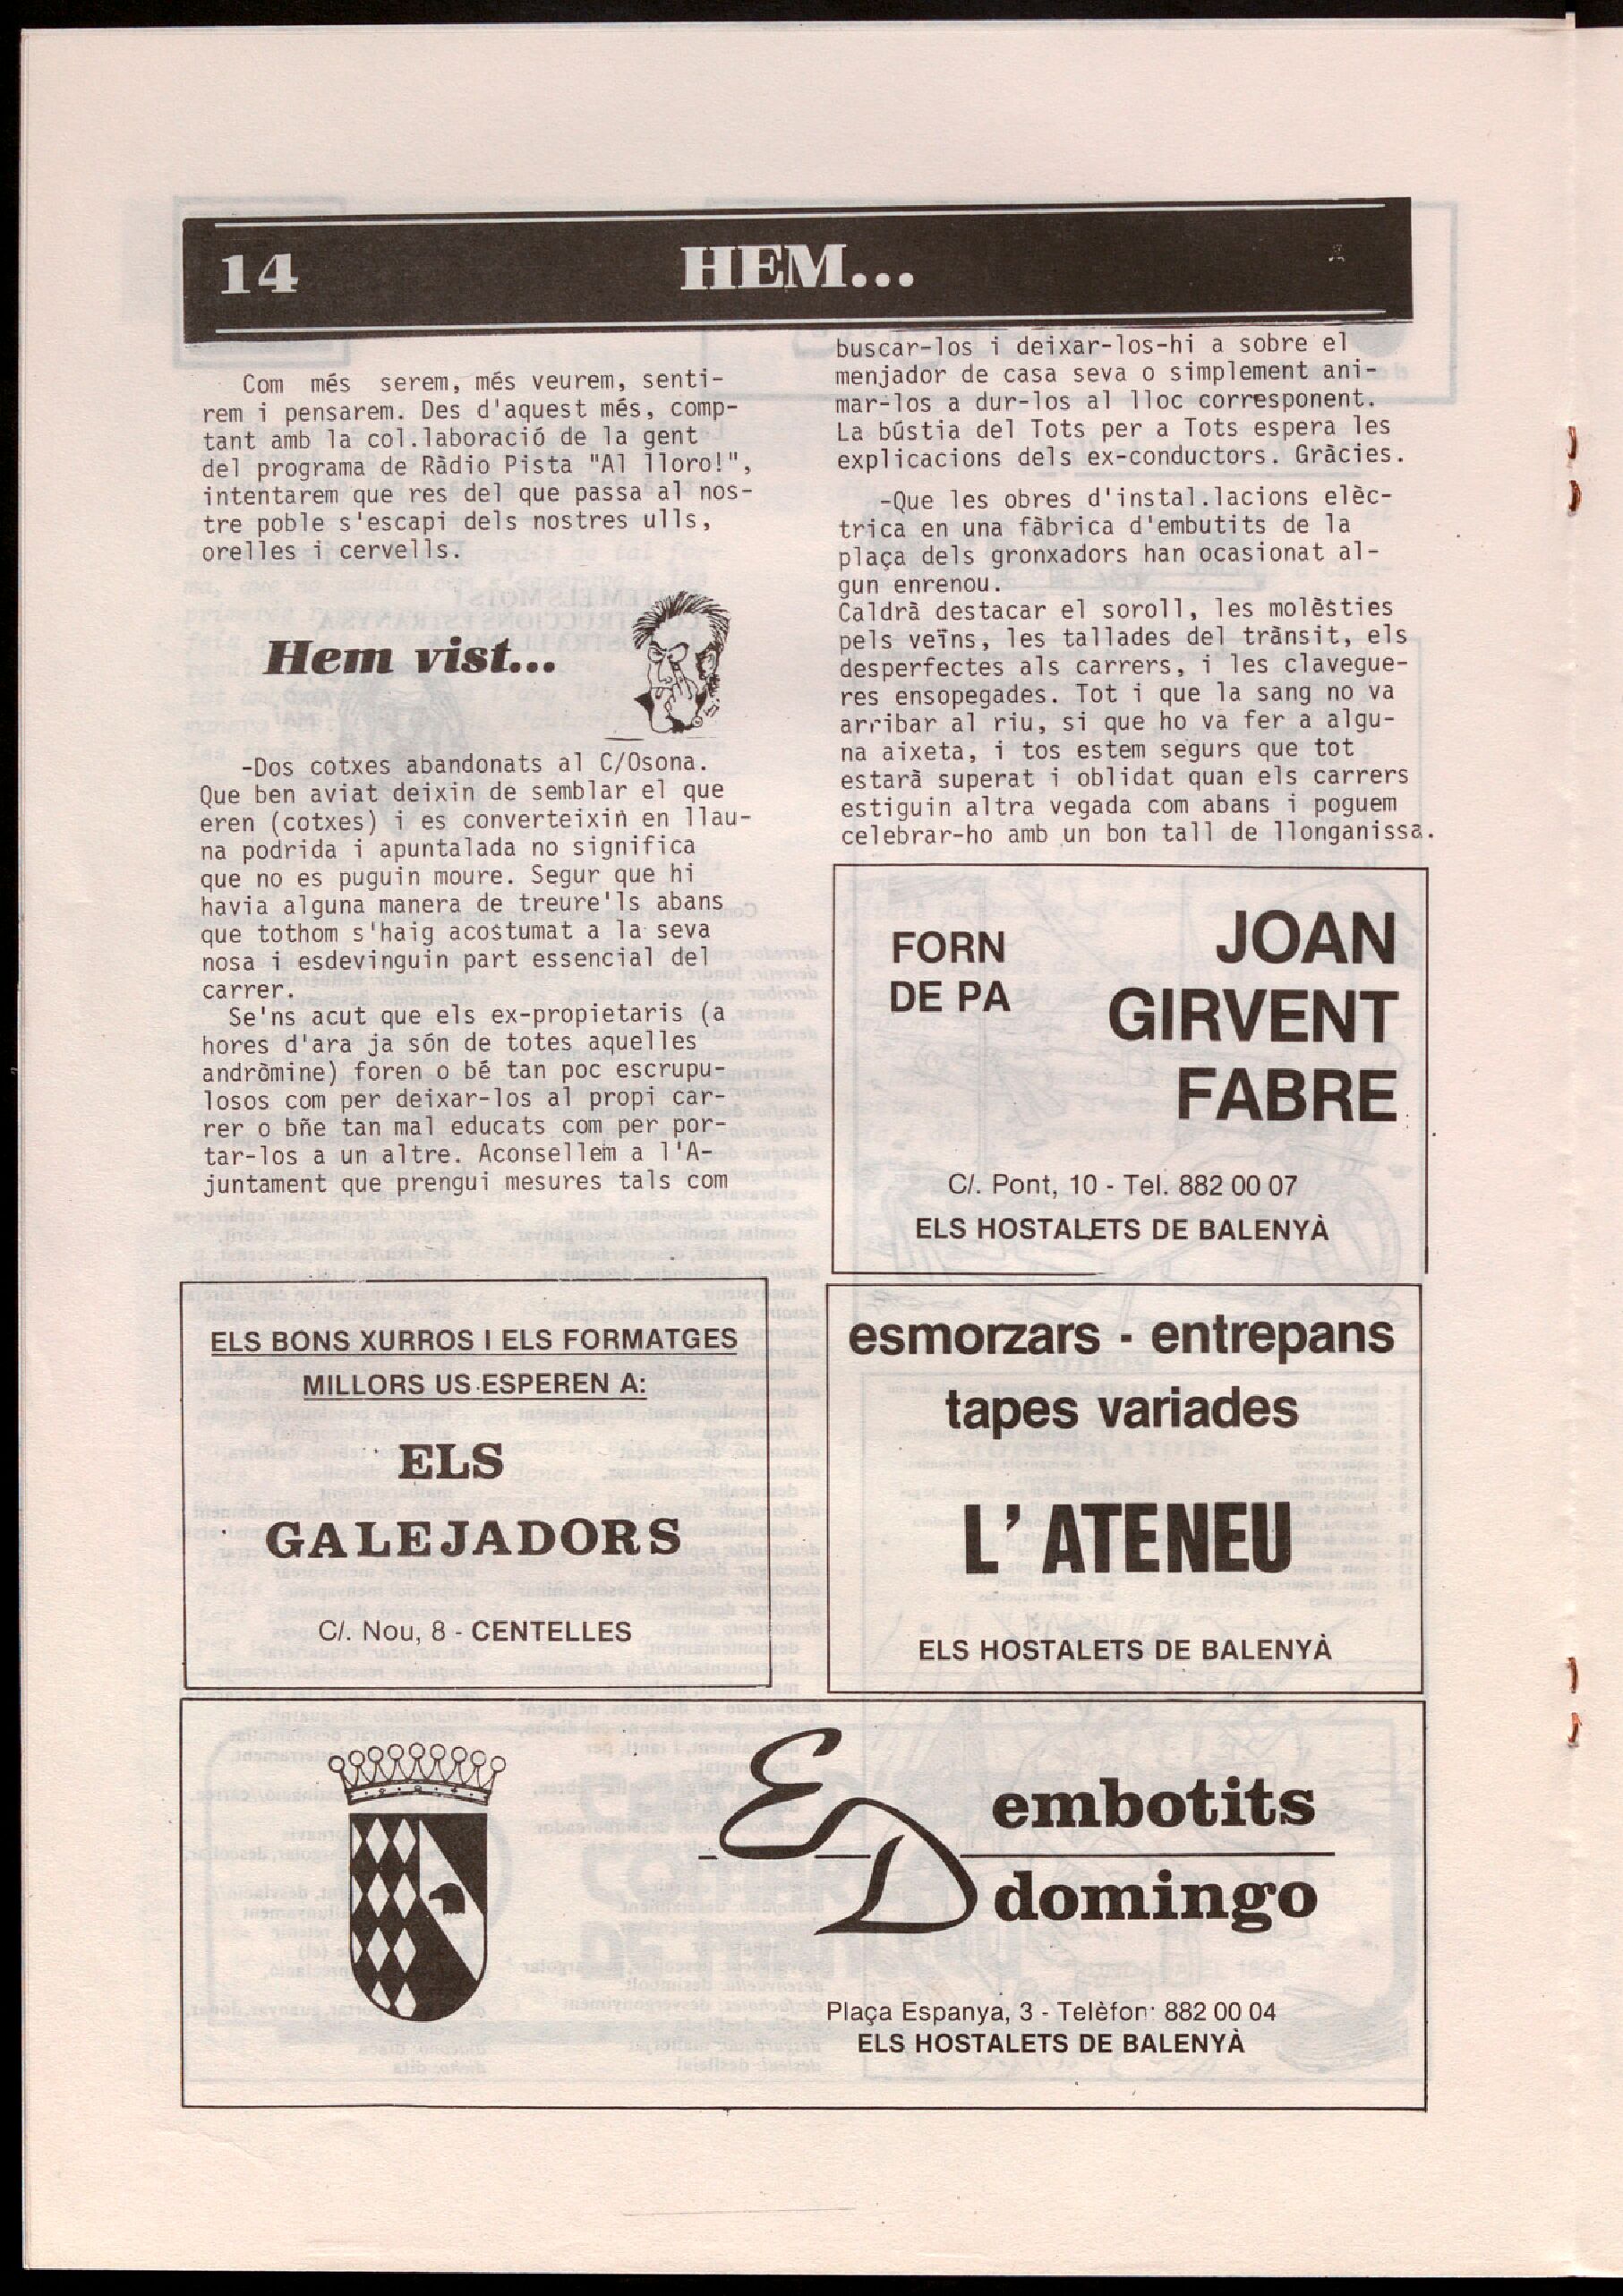 14
HEM...
Com més serem, més veurem, senti-
rem i pensarem. Des d'aquest més, comp-
tant amb la col.laboració de la gent
del programa de Ràdio Pista "Al lloro!",
intentarem que res del que passa al nos-
tre poble s'escapi dels nostres ulls,
orelles i cervells.
Hem vist...
-Dos cotxes abandonats al C/Osona.
Que ben aviat deixin de semblar el que
eren (cotxes) i es converteixin en llau-
na podrida i apuntalada no significa
que no es puguin moure. Segur que hi
havia alguna manera de treure'ls abans
que tothom s'haig acostumat a la seva
nosa i esdevinguin part essencial del
carrer.
Se'ns acut que els ex-propietaris (a
hores d'ara ja són de totes aquelles
andròmine) foren o bé tan poc escrupu-
losos com per deixar-los al propi car-
rer o bñe tan mal educats com per por-
tar-los a un altre. Aconsellem a l'A-
juntament que prengui mesures tals com
buscar-los i deixar-los-hi a sobre el
menjador de casa seva o simplement ani-
mar-los a dur-los al lloc corresponent.
La bústia del Tots per a Tots espera les
explicacions dels ex-conductors. Gràcies.
-Que les obres d'instal.lacions elèc-
trica en una fàbrica d'embutits de la
plaça dels gronxadors han ocasionat al-
gun enrenou.
Caldrà destacar el soroll, les molèsties
pels veïns, les tallades del trànsit, els
desperfectes als carrers, i les clavegue-
res ensopegades. Tot i que la sang no va
arribar al riu, si que ho va fer a algu-
na aixeta, i tos estem segurs que tot
estarà superat i oblidat quan els carrers
estiguin altra vegada com abans i poguem
celebrar-ho amb un bon tall de llonganissa.
FORN
DE PA
JOAN
GIRVENT
FABRE
C/. Pont, 10 - Tel. 882 00 07
ELS HOSTALETS DE BALENYÀ
ELS BONS XURROS I ELS FORMATGES
MILLORS US ESPEREN A:
ELS
GALEJADORS
C/. Nou, 8 - CENTELLES
esmorzars - entrepans
tapes variades
L'ATENEU
ELS HOSTALETS DE BALENYÀ
ED
embotits
domingo
Plaça Espanya, 3 - Telèfon: 882 00 04
ELS HOSTALETS DE BALENYÀ